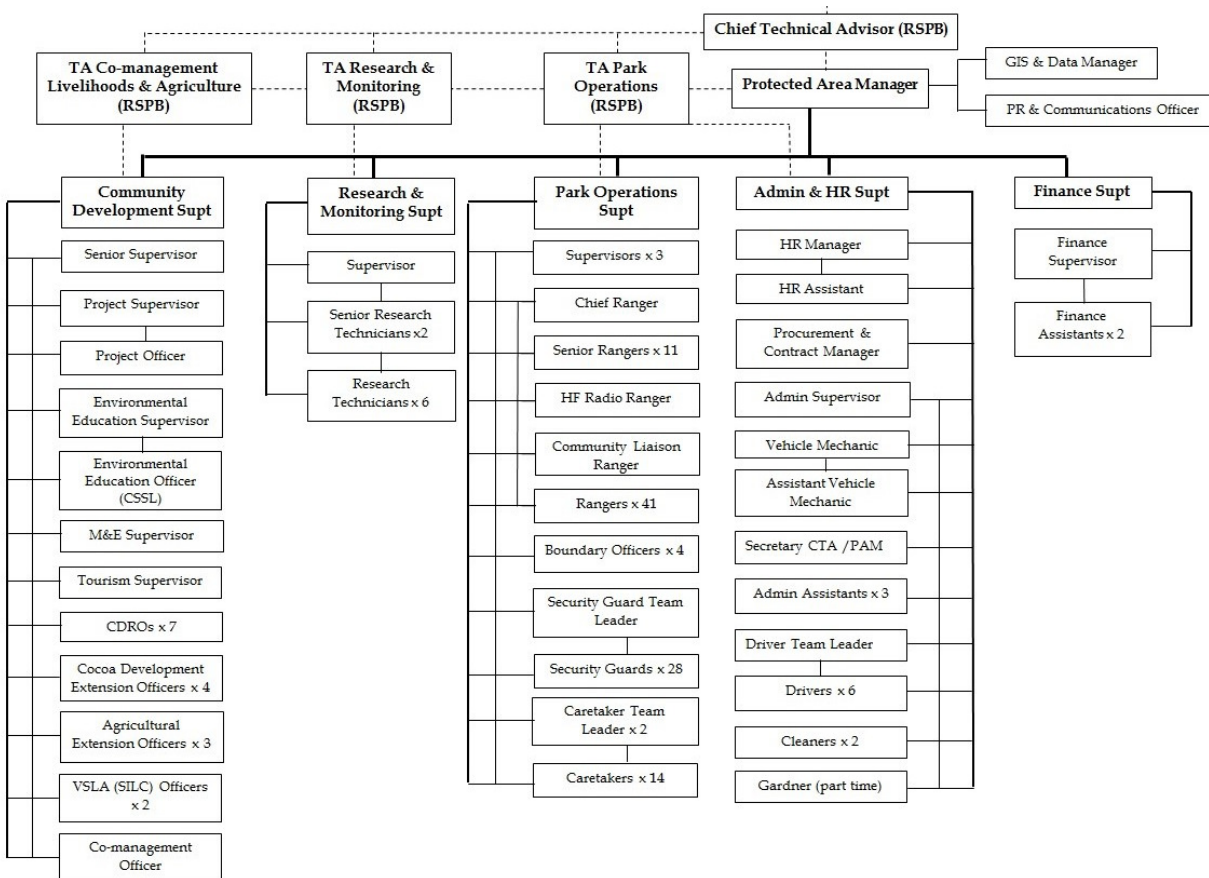 Chief Technical Advisor (RSPB)
TA Co-management
Livelihoods & Agriculture
(RSPB)
TA Research &
Monitoring
(RSPB)
TA Park
Operations
(RSPB)
Protected Area Manager
GIS & Data Manager
PR & Communications Officer
Community
Development Supt
Senior Supervisor
Project Supervisor
Project Officer
Environmental
Education Supervisor
Environmental
Education Officer
(CSSL)
M&E Supervisor
Tourism Supervisor
CDROs x 7
Cocoa Development
Extension Officers x 4
Agricultural
Extension Officers x 3
VSLA (SILC) Officers
x 2
Co-management
Officer
Research &
Monitoring Supt
Supervisor
Senior Research
Technicians x2
Research
Technicians x 6
Park Operations
Supt
Supervisors x 3
Chief Ranger
Senior Rangers x 11
HF Radio Ranger
Community Liaison
Ranger
Rangers x 41
Boundary Officers x 4
Security Guard Team
Leader
Security Guards x 28
Caretaker Team
Leader x 2
Caretakers x 14
Admin & HR Supt
HR Manager
HR Assistant
Procurement &
Contract Manager
Admin Supervisor
Vehicle Mechanic
Assistant Vehicle
Mechanic
Secretary CTA /PAM
Admin Assistants x 3
Driver Team Leader
Drivers x 6
Cleaners x 2
Gardner (part time)
Finance Supt
Finance
Supervisor
Finance
Assistants x 2